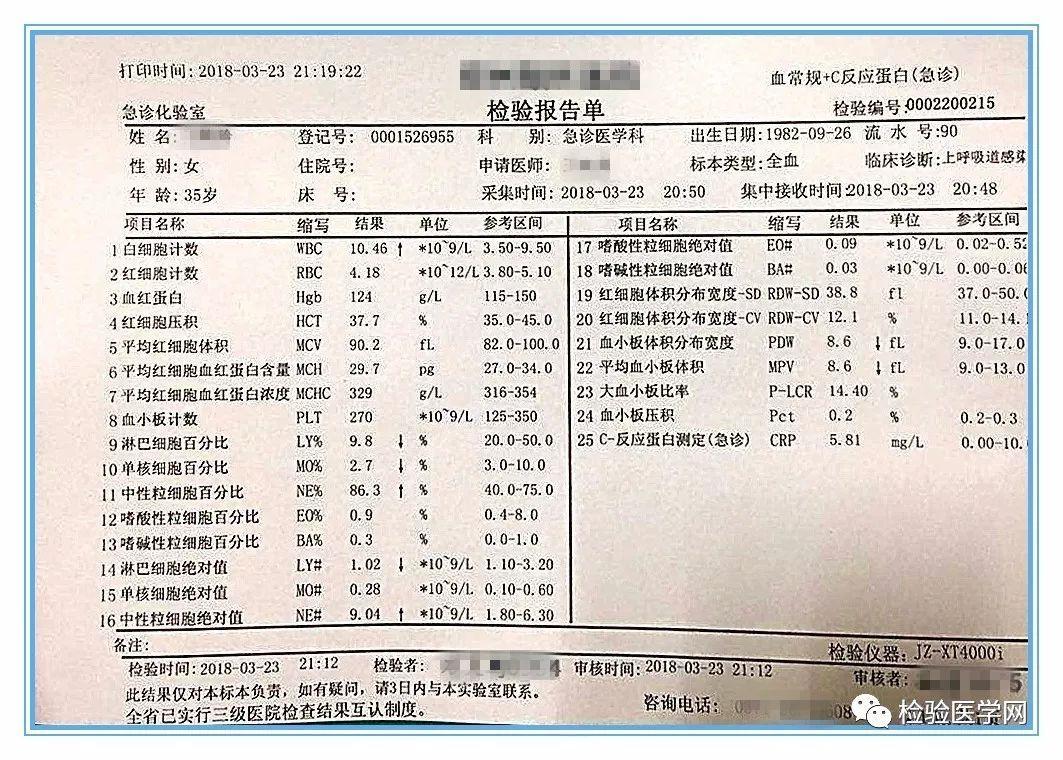 打印时间:2018-03-23 21:19:22
血常规+C反应蛋白(急诊)
急诊化验室
检验报告单
检验编号:0002200215
姓 名: 登记号: 0001526955 科 别: 急诊医学科 出生日期:1982-09-26 流 水 号:90
性 别: 女 住院号: 申请医师: 标本类型: 全血 临床诊断:上呼吸道感染
年 龄: 35岁 床 号: 采集时间: 2018-03-23 20:50 集中接收时间:2018-03-23 20:48
项目名称 缩写 结果 单位 参考区间
1 白细胞计数 WBC 10.46 ↑ *10~9/L 3.50-9.50
2 红细胞计数 RBC 4.18 *10~12/L 3.80-5.10
3 血红蛋白 Hgb 124 g/L 115-150
4 红细胞压积 HCT 37.7 % 35.0-45.0
5 平均红细胞体积 MCV 90.2 fL 82.0-100.0
6 平均红细胞血红蛋白含量 MCH 29.7 pg 27.0-34.0
7 平均红细胞血红蛋白浓度 MCHC 329 g/L 316-354
8 血小板计数 PLT 270 *10~9/L 125-350
9 淋巴细胞百分比 LY% 9.8 ↓ % 20.0-50.0
10 单核细胞百分比 MO% 2.7 ↓ % 3.0-10.0
11 中性粒细胞百分比 NE% 86.3 ↑ % 40.0-75.0
12 嗜酸性粒细胞百分比 EO% 0.9 % 0.4-8.0
13 嗜碱性粒细胞百分比 BA% 0.3 % 0.0-1.0
14 淋巴细胞绝对值 LY# 1.02 ↓ *10~9/L 1.10-3.20
15 单核细胞绝对值 MO# 0.28 *10~9/L 0.10-0.60
16 中性粒细胞绝对值 NE# 9.04 ↑ *10~9/L 1.80-6.30
项目名称 缩写 结果 单位 参考区间
17 嗜酸性粒细胞绝对值 EO# 0.09 *10~9/L 0.02-0.52
18 嗜碱性粒细胞绝对值 BA# 0.03 *10~9/L 0.00-0.06
19 红细胞体积分布宽度-SD RDW-SD 38.8 fl 37.0-50.0
20 红细胞体积分布宽度-CV RDW-CV 12.1 % 11.0-14.
21 血小板体积分布宽度 PDW 8.6 ↓ fL 9.0-17.0
22 平均血小板体积 MPV 8.6 ↓ fL 9.0-13.0
23 大血小板比率 P-LCR 14.40 %
24 血小板压积 Pct 0.2 % 0.2-0.3
25 C-反应蛋白测定(急诊) CRP 5.81 mg/L 0.00-10.
备注:
检验仪器: JZ-XT4000i
检验时间: 2018-03-23 21:12 检验者: 审核时间: 2018-03-23 21:12 审核者:
此结果仅对本标本负责，如有疑问，请3日内与本实验室联系。
全省已实行三级医院检查结果互认制度。
咨询电话:
检验医学网